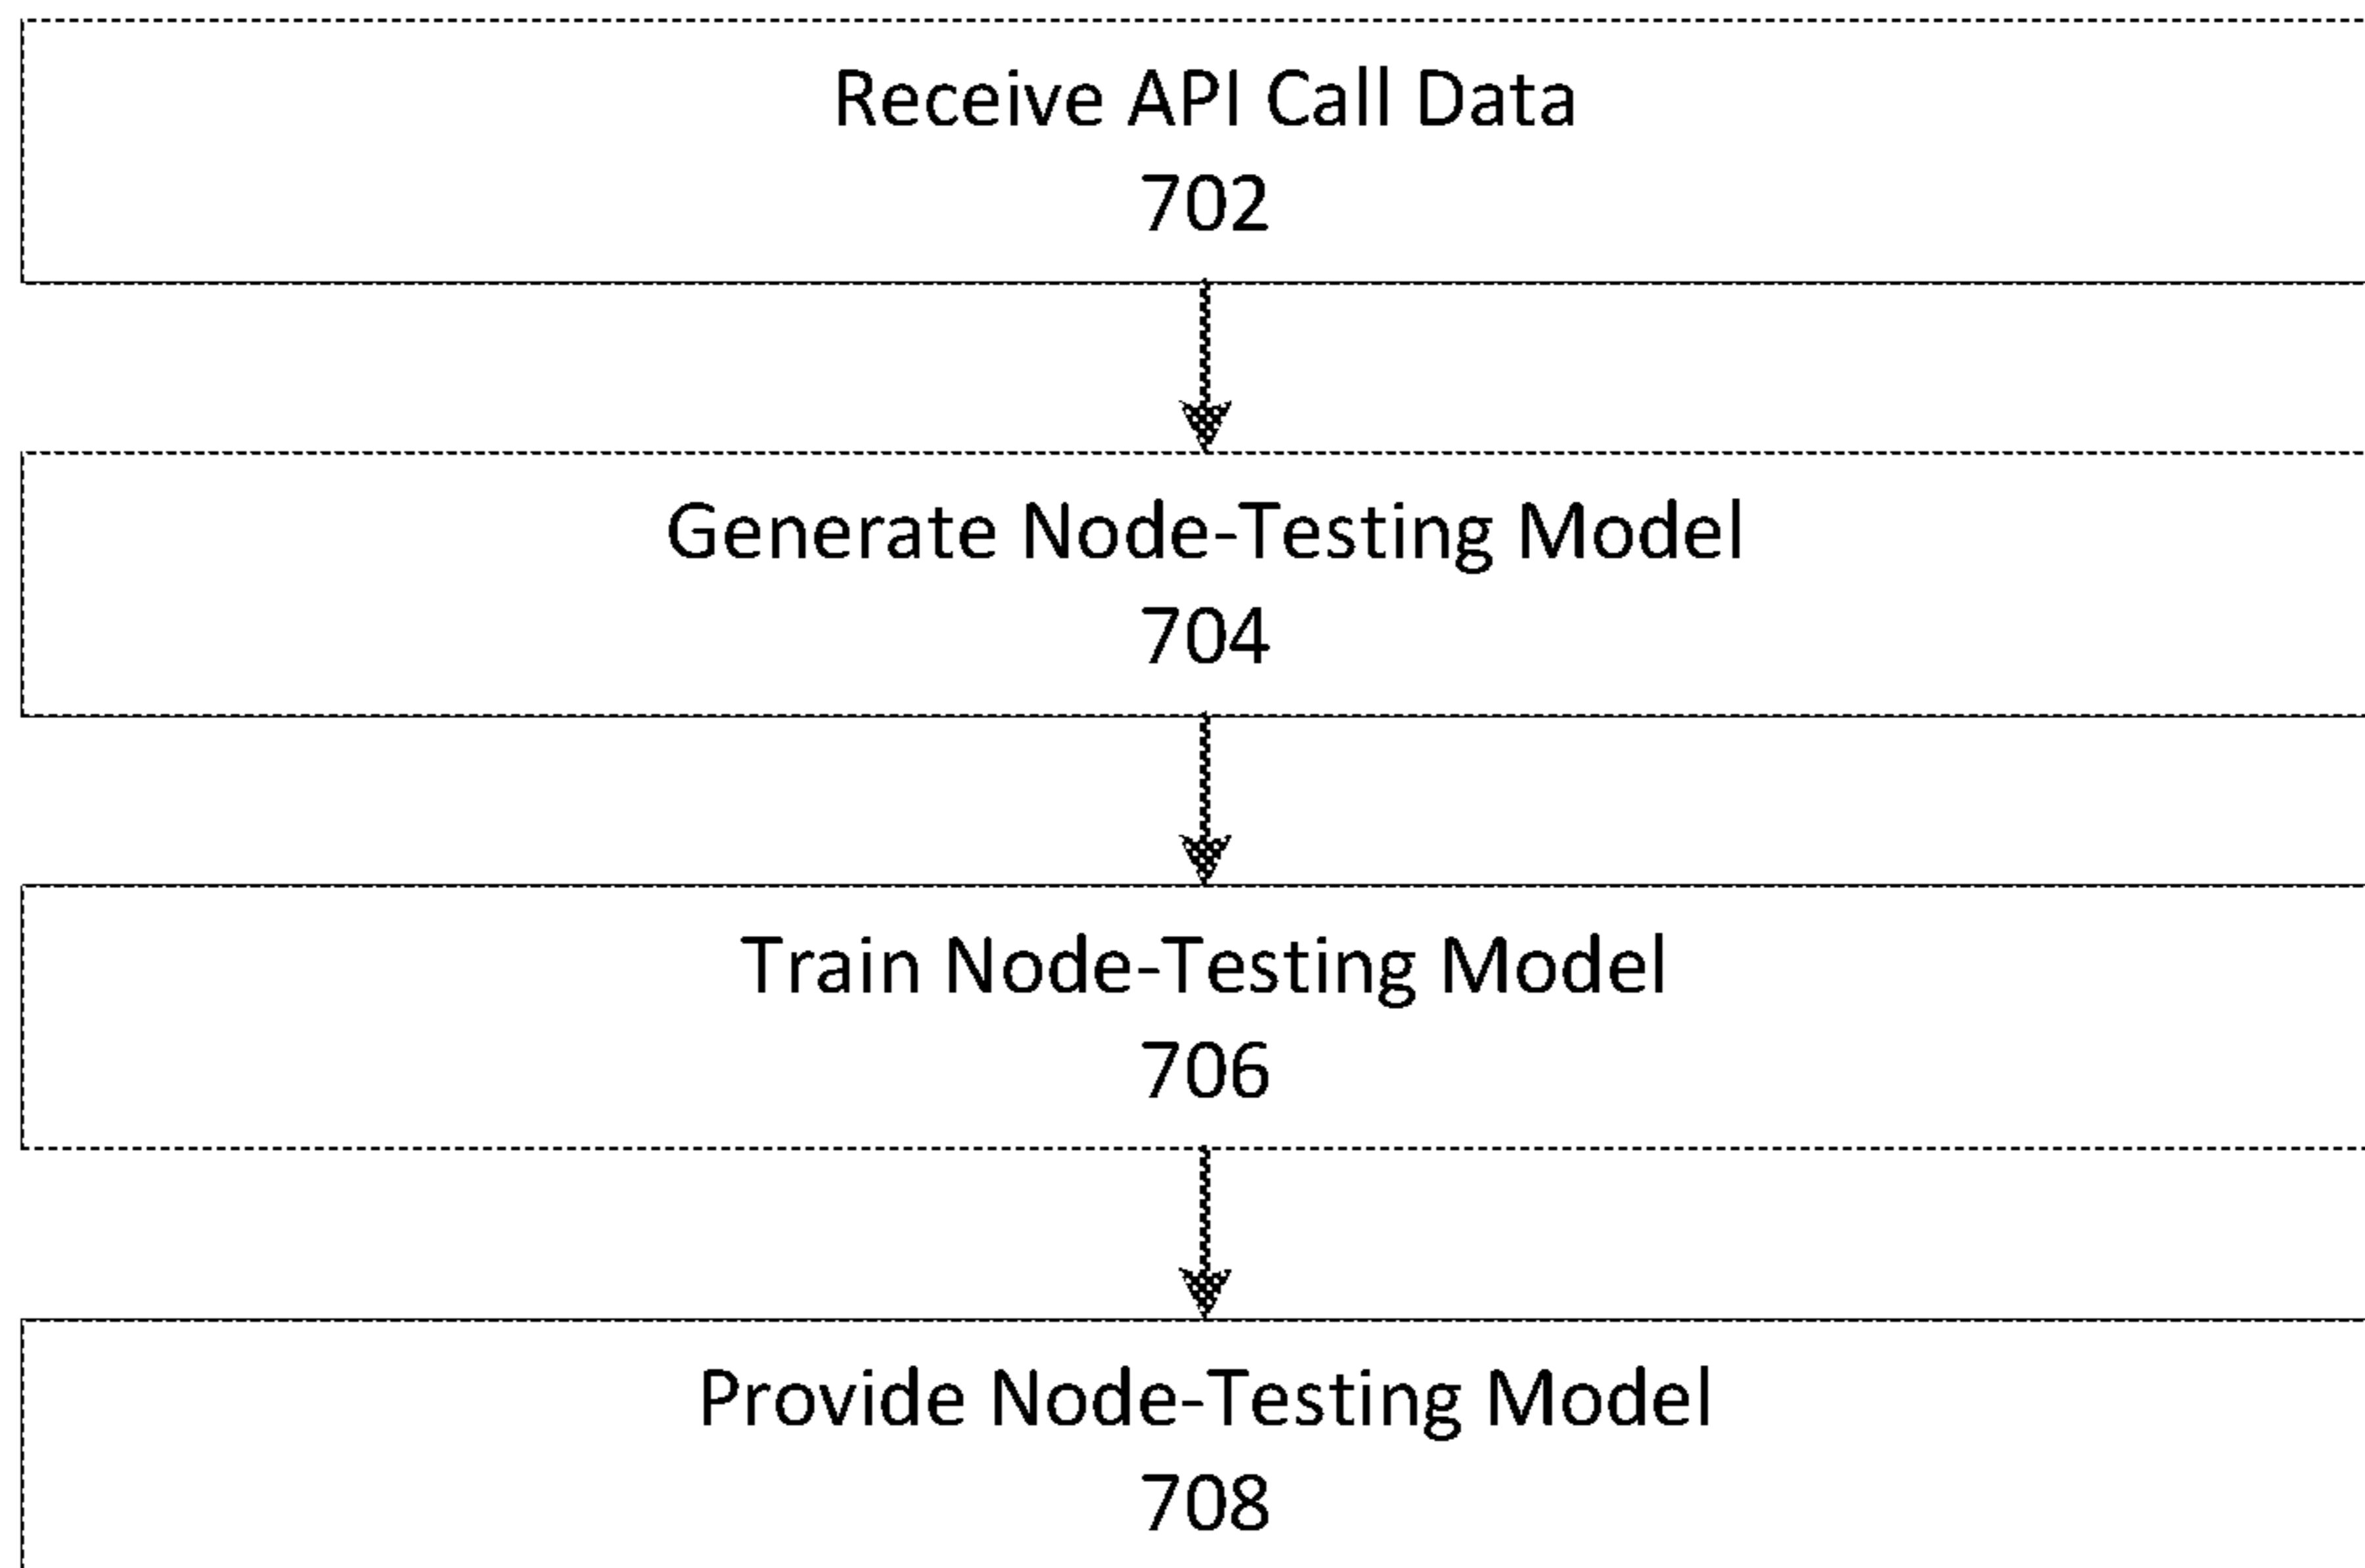 Receive API Call Data
702
Generate Node-Testing Model
704
Train Node-Testing Model
706
Provide Node-Testing Model
708